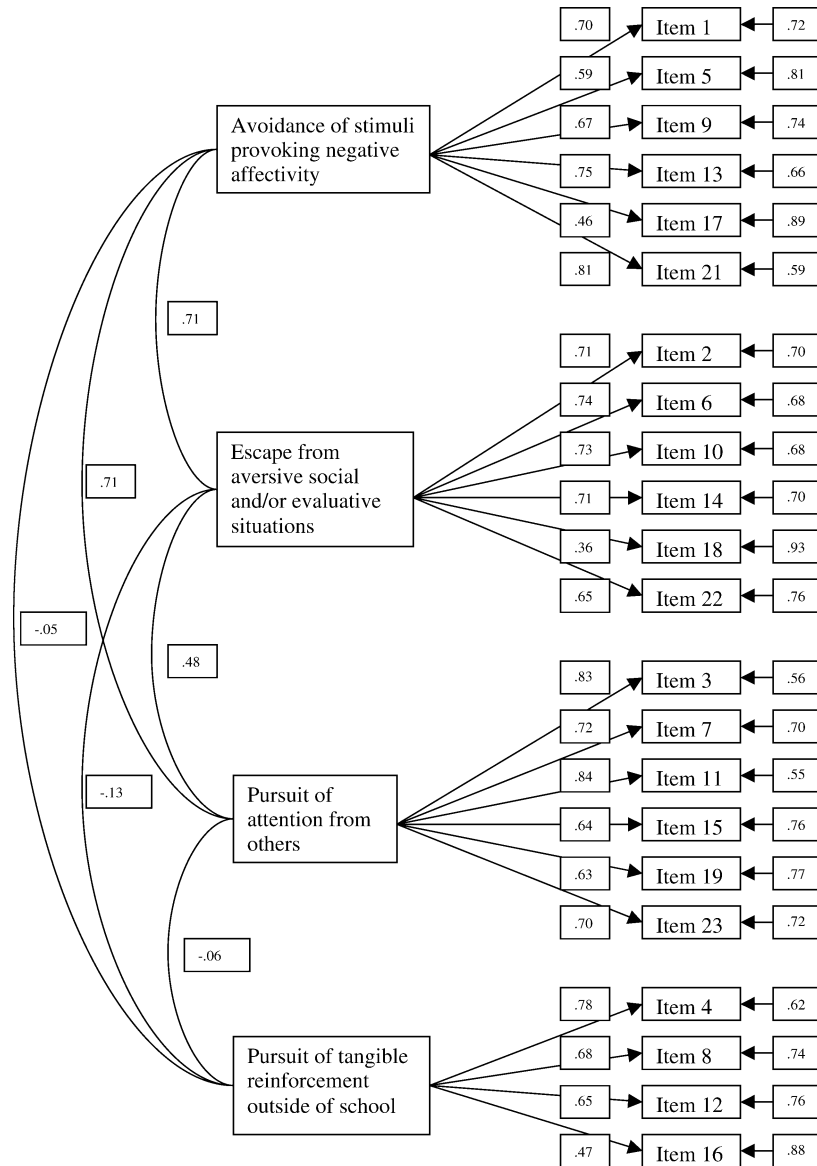 .70 Item 1 .72
.59 Item 5 .81
Avoidance of stimuli
provoking negative
affectivity
.67 Item 9 .74
.75 Item 13 .66
.46 Item 17 .89
.81 Item 21 .59
.71
.71 Item 2 .70
.74 Item 6 .68
Escape from
aversive social
and/or evaluative
situations
.73 Item 10 .68
.71
.71 Item 14 .70
.36 Item 18 .93
.65 Item 22 .76
-.05
.48
.83 Item 3 .56
.72 Item 7 .70
-.13
Pursuit of
attention from
others
.84 Item 11 .55
.64 Item 15 .76
.63 Item 19 .77
.70 Item 23 .72
-.06
.78 Item 4 .62
Pursuit of tangible
reinforcement
outside of school
.68 Item 8 .74
.65 Item 12 .76
.47 Item 16 .88